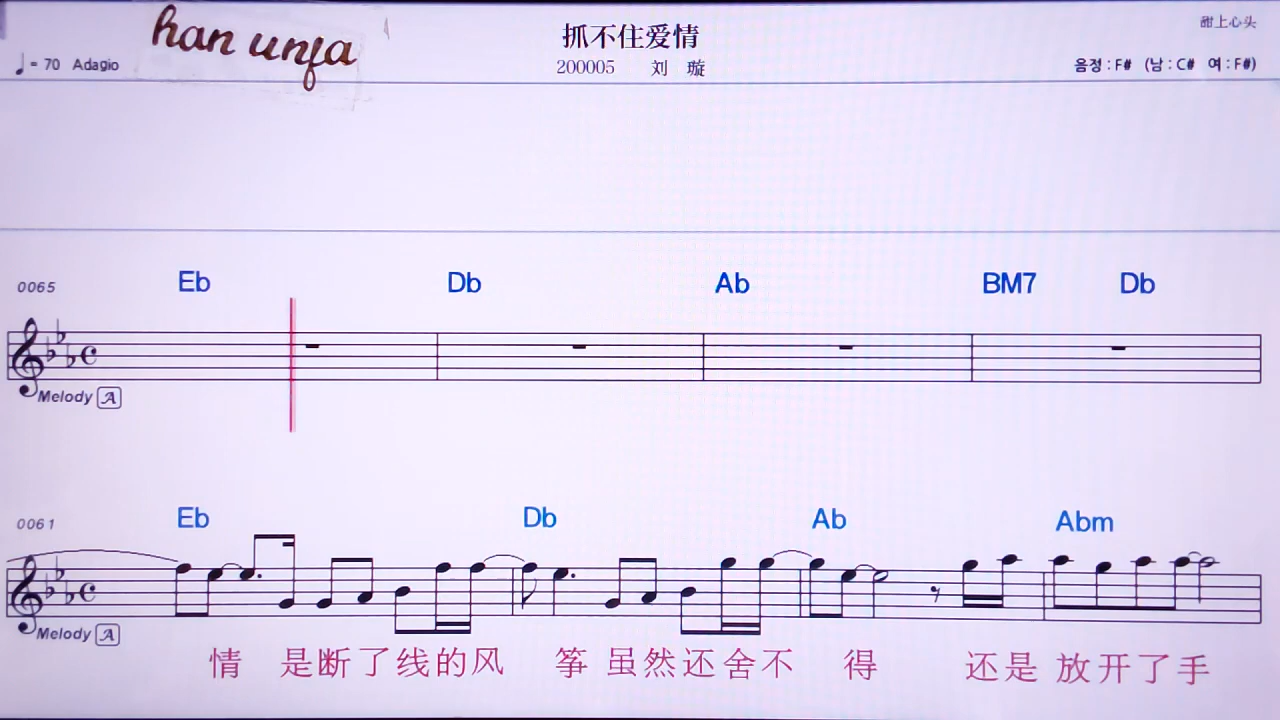 han unfa
抓不住爱情
甜上心头
♩= 70 Adagio
200005 刘 璇
음정 : F# (남 : C# 여 : F#)
0065 Eb Db Ab BM7 Db
Melody A
0061 Eb Db Ab Abm
Melody A
情 是断了线的风 筝 虽然还舍不 得 还是 放开了手